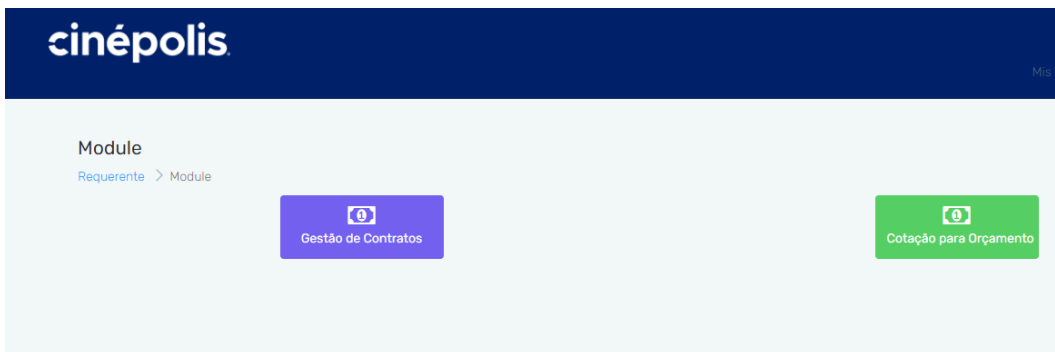 cinépolis.
Mis
Module
Requerente > Module
Gestão de Contratos
Cotação para Orçamento